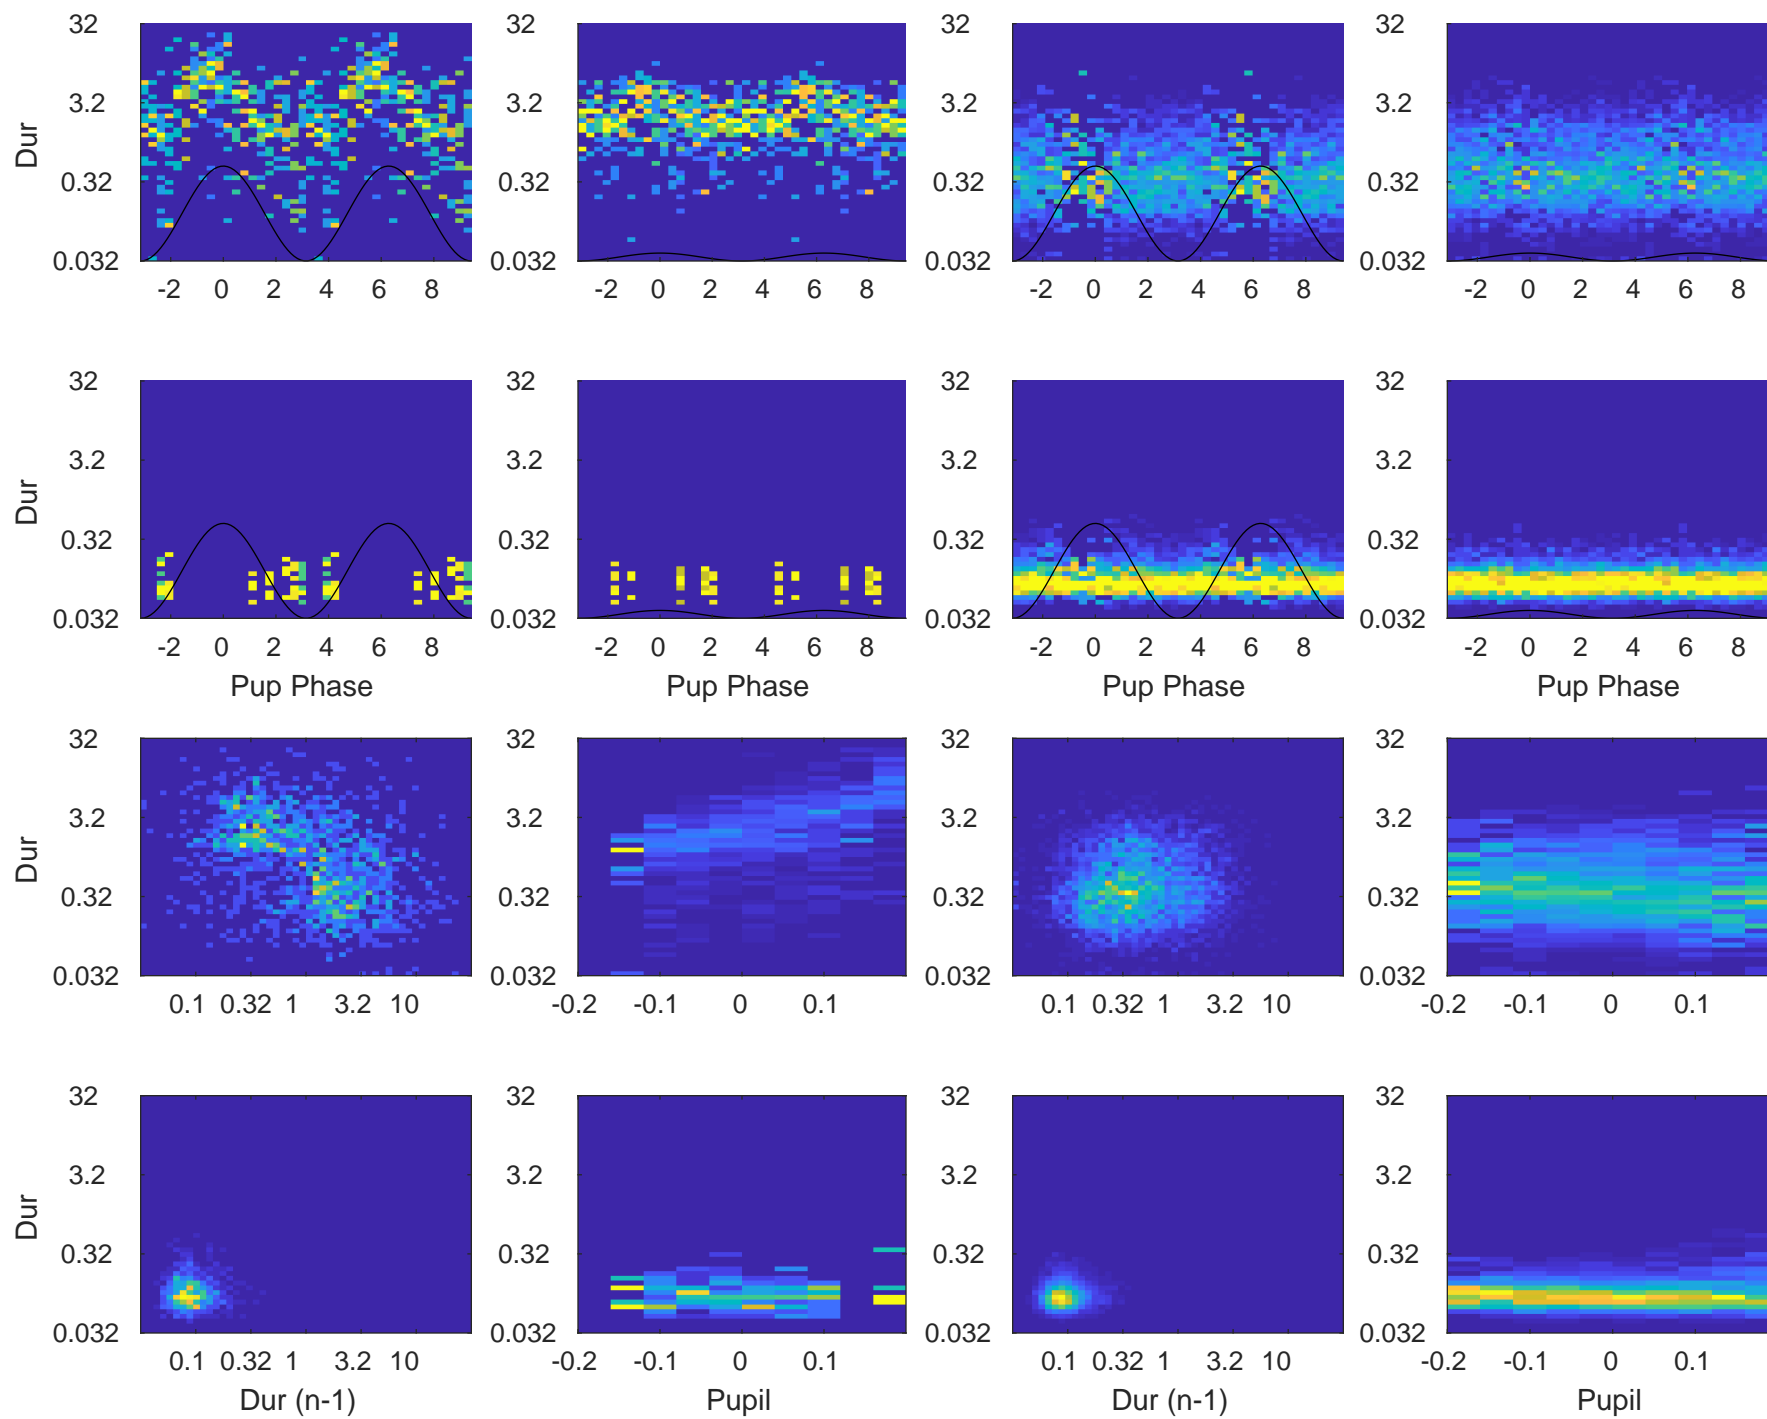 32 32 32 32
Dur 3.2 3.2 3.2 3.2
0.32 0.32 0.32 0.32
0.032 0.032 0.032 0.032
-2 0 2 4 6 8 -2 0 2 4 6 8 -2 0 2 4 6 8 -2 0 2 4 6 8
32 32 32 32
Dur 3.2 3.2 3.2 3.2
0.32 0.32 0.32 0.32
0.032 0.032 0.032 0.032
-2 0 2 4 6 8 -2 0 2 4 6 8 -2 0 2 4 6 8 -2 0 2 4 6 8
Pup Phase Pup Phase Pup Phase Pup Phase
32 32 32 32
Dur 3.2 3.2 3.2 3.2
0.32 0.32 0.32 0.32
0.032 0.032 0.032 0.032
0.1 0.32 1 3.2 10 -0.2 -0.1 0 0.1 0.1 0.32 1 3.2 10 -0.2 -0.1 0 0.1
32 32 32 32
Dur 3.2 3.2 3.2 3.2
0.32 0.32 0.32 0.32
0.032 0.032 0.032 0.032
0.1 0.32 1 3.2 10 -0.2 -0.1 0 0.1 0.1 0.32 1 3.2 10 -0.2 -0.1 0 0.1
Dur (n-1) Pupil Dur (n-1) Pupil